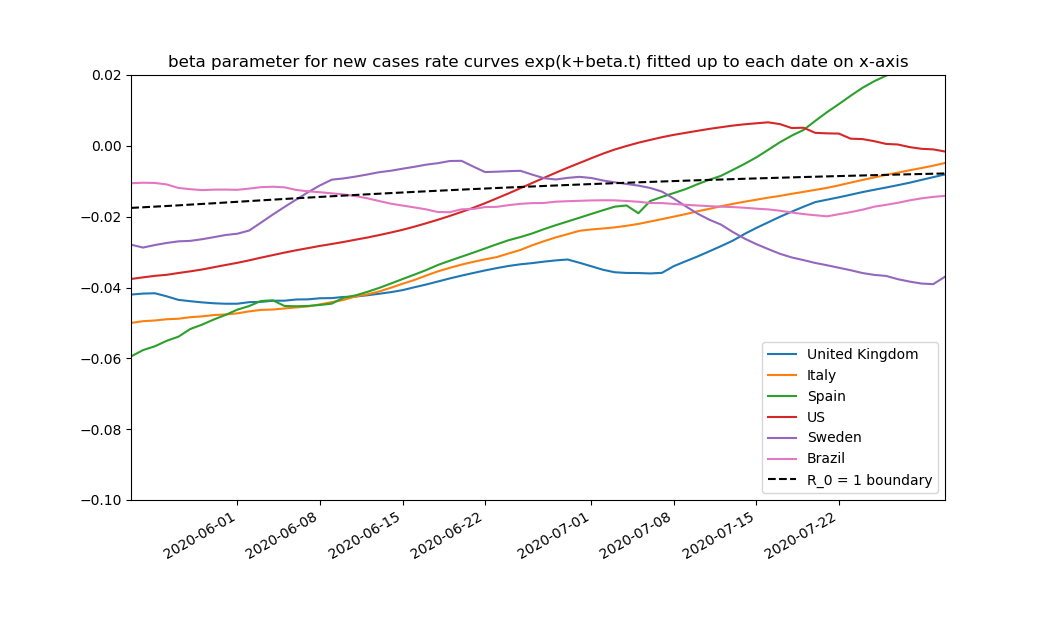 beta parameter for new cases rate curves exp(k+beta.t) fitted up to each date on x-axis
0.02
0.00
−0.02
−0.04
−0.06
−0.08
−0.10
United Kingdom
Italy
Spain
US
Sweden
Brazil
R_0 = 1 boundary
2020-06-01
2020-06-08
2020-06-15
2020-06-22
2020-07-01
2020-07-08
2020-07-15
2020-07-22